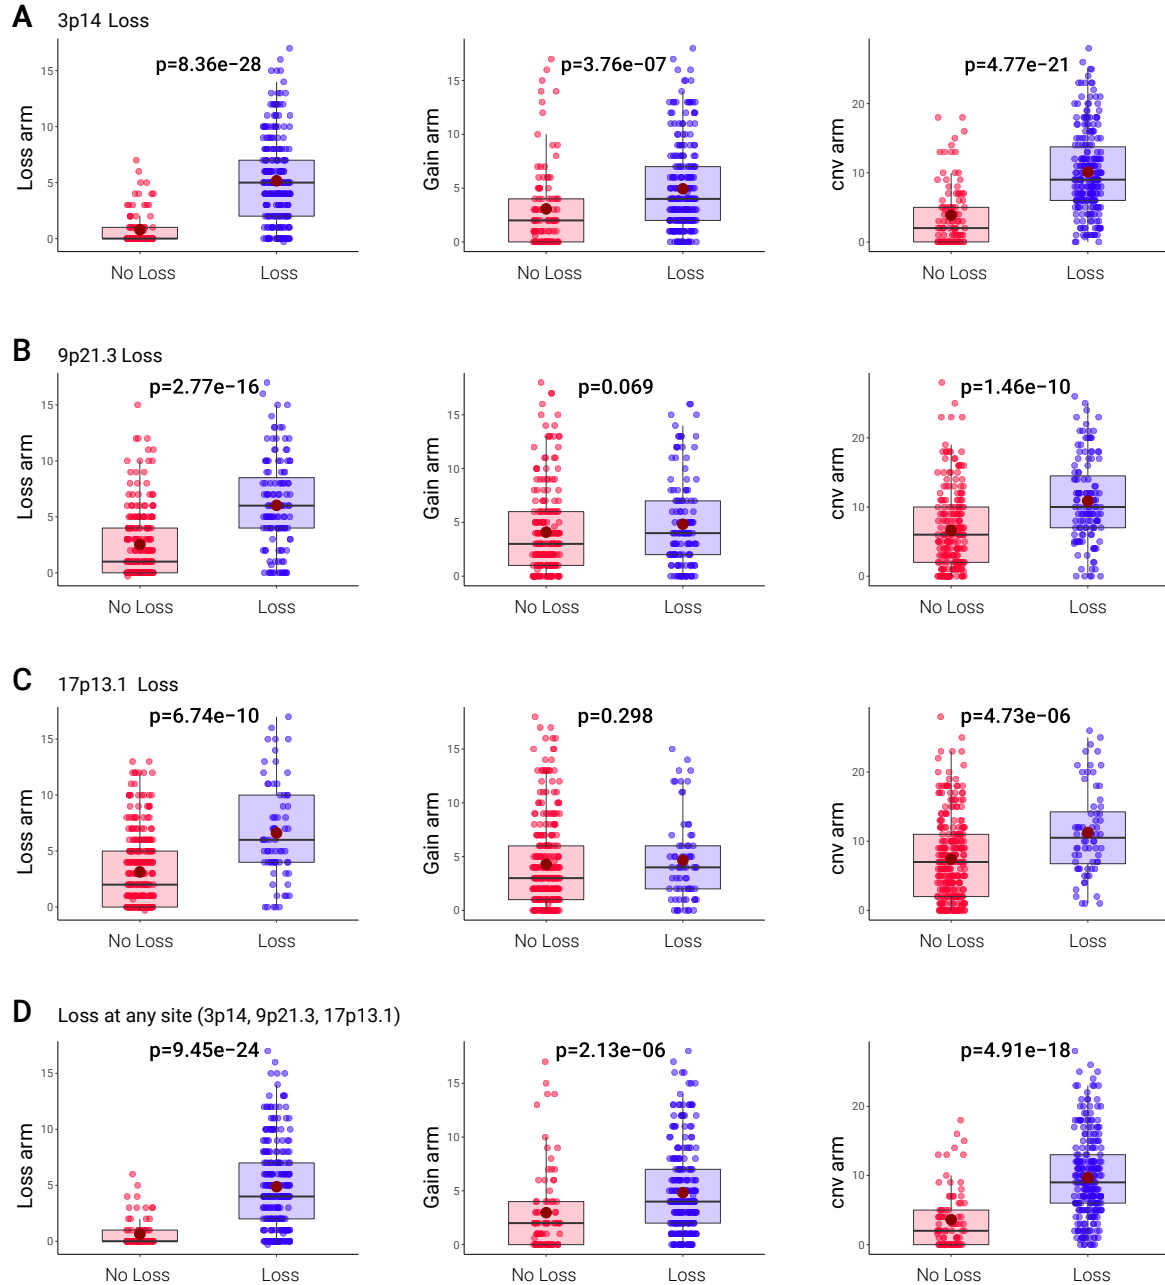 A 3p14 Loss
p=8.36e−28
p=3.76e−07
p=4.77e−21
Loss arm
15
10
5
0
No Loss
Loss
Gain arm
15
10
5
0
No Loss
Loss
cnv arm
20
10
0
No Loss
Loss
B 9p21.3 Loss
p=2.77e−16
p=0.069
p=1.46e−10
Loss arm
15
10
5
0
No Loss
Loss
Gain arm
15
10
5
0
No Loss
Loss
cnv arm
20
10
0
No Loss
Loss
C 17p13.1 Loss
p=6.74e−10
p=0.298
p=4.73e−06
Loss arm
15
10
5
0
No Loss
Loss
Gain arm
15
10
5
0
No Loss
Loss
cnv arm
20
10
0
No Loss
Loss
D Loss at any site (3p14, 9p21.3, 17p13.1)
p=9.45e−24
p=2.13e−06
p=4.91e−18
Loss arm
15
10
5
0
No Loss
Loss
Gain arm
15
10
5
0
No Loss
Loss
cnv arm
20
10
0
No Loss
Loss